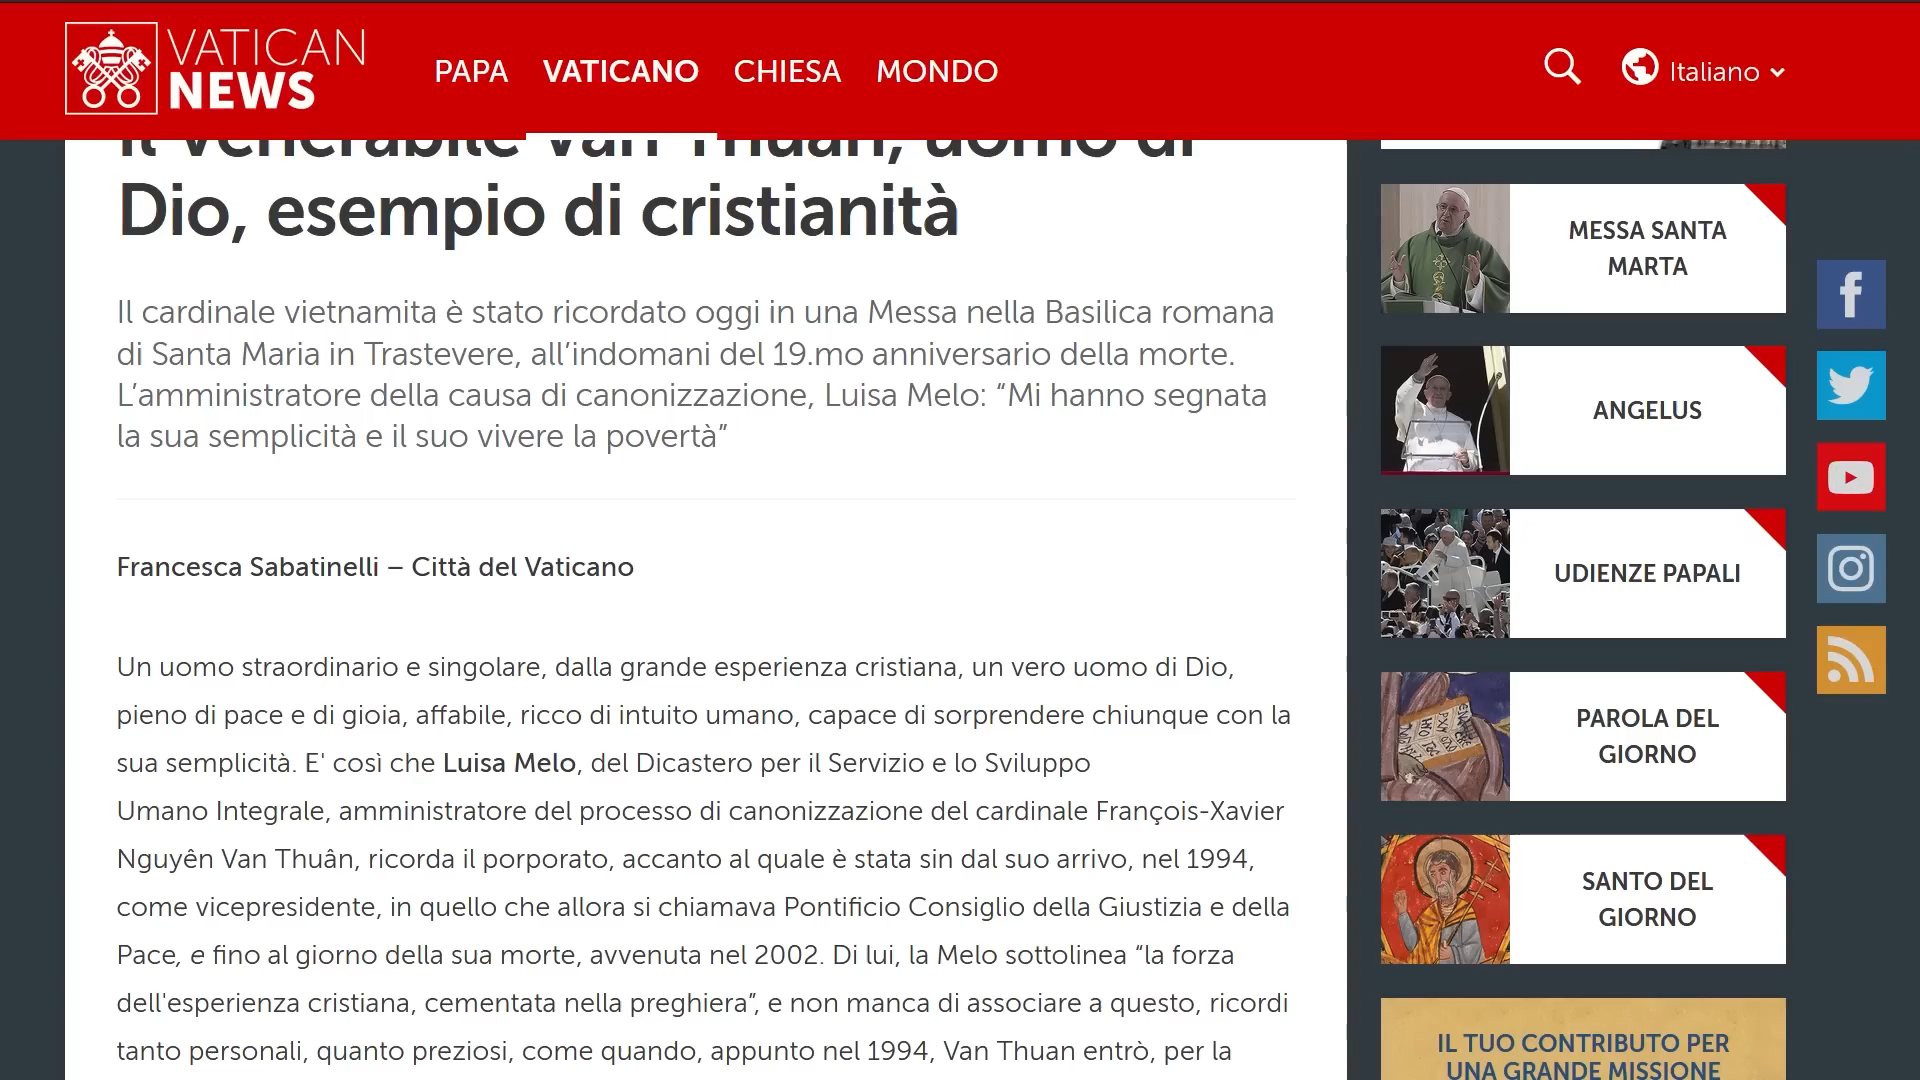 VATICAN
NEWS
PAPA
VATICANO
CHIESA
MONDO
Italiano
Il venerabile Van Thuân, uomo di
Dio, esempio di cristianità
Il cardinale vietnamita è stato ricordato oggi in una Messa nella Basilica romana
di Santa Maria in Trastevere, all’indomani del 19.mo anniversario della morte.
L’amministratore della causa di canonizzazione, Luisa Melo: “Mi hanno segnata
la sua semplicità e il suo vivere la povertà”
Francesca Sabatinelli – Città del Vaticano
Un uomo straordinario e singolare, dalla grande esperienza cristiana, un vero uomo di Dio,
pieno di pace e di gioia, affabile, ricco di intuito umano, capace di sorprendere chiunque con la
sua semplicità. E' così che Luisa Melo, del Dicastero per il Servizio e lo Sviluppo
Umano Integrale, amministratore del processo di canonizzazione del cardinale François-Xavier
Nguyên Van Thuân, ricorda il porporato, accanto al quale è stata sin dal suo arrivo, nel 1994,
come vicepresidente, in quello che allora si chiamava Pontificio Consiglio della Giustizia e della
Pace, e fino al giorno della sua morte, avvenuta nel 2002. Di lui, la Melo sottolinea “la forza
dell'esperienza cristiana, cementata nella preghiera”, e non manca di associare a questo, ricordi
tanto personali, quanto preziosi, come quando, appunto nel 1994, Van Thuan entrò, per la
MESSA SANTA
MARTA
ANGELUS
UDIENZE PAPALI
PAROLA DEL
GIORNO
SANTO DEL
GIORNO
IL TUO CONTRIBUTO PER
UNA GRANDE MISSIONE